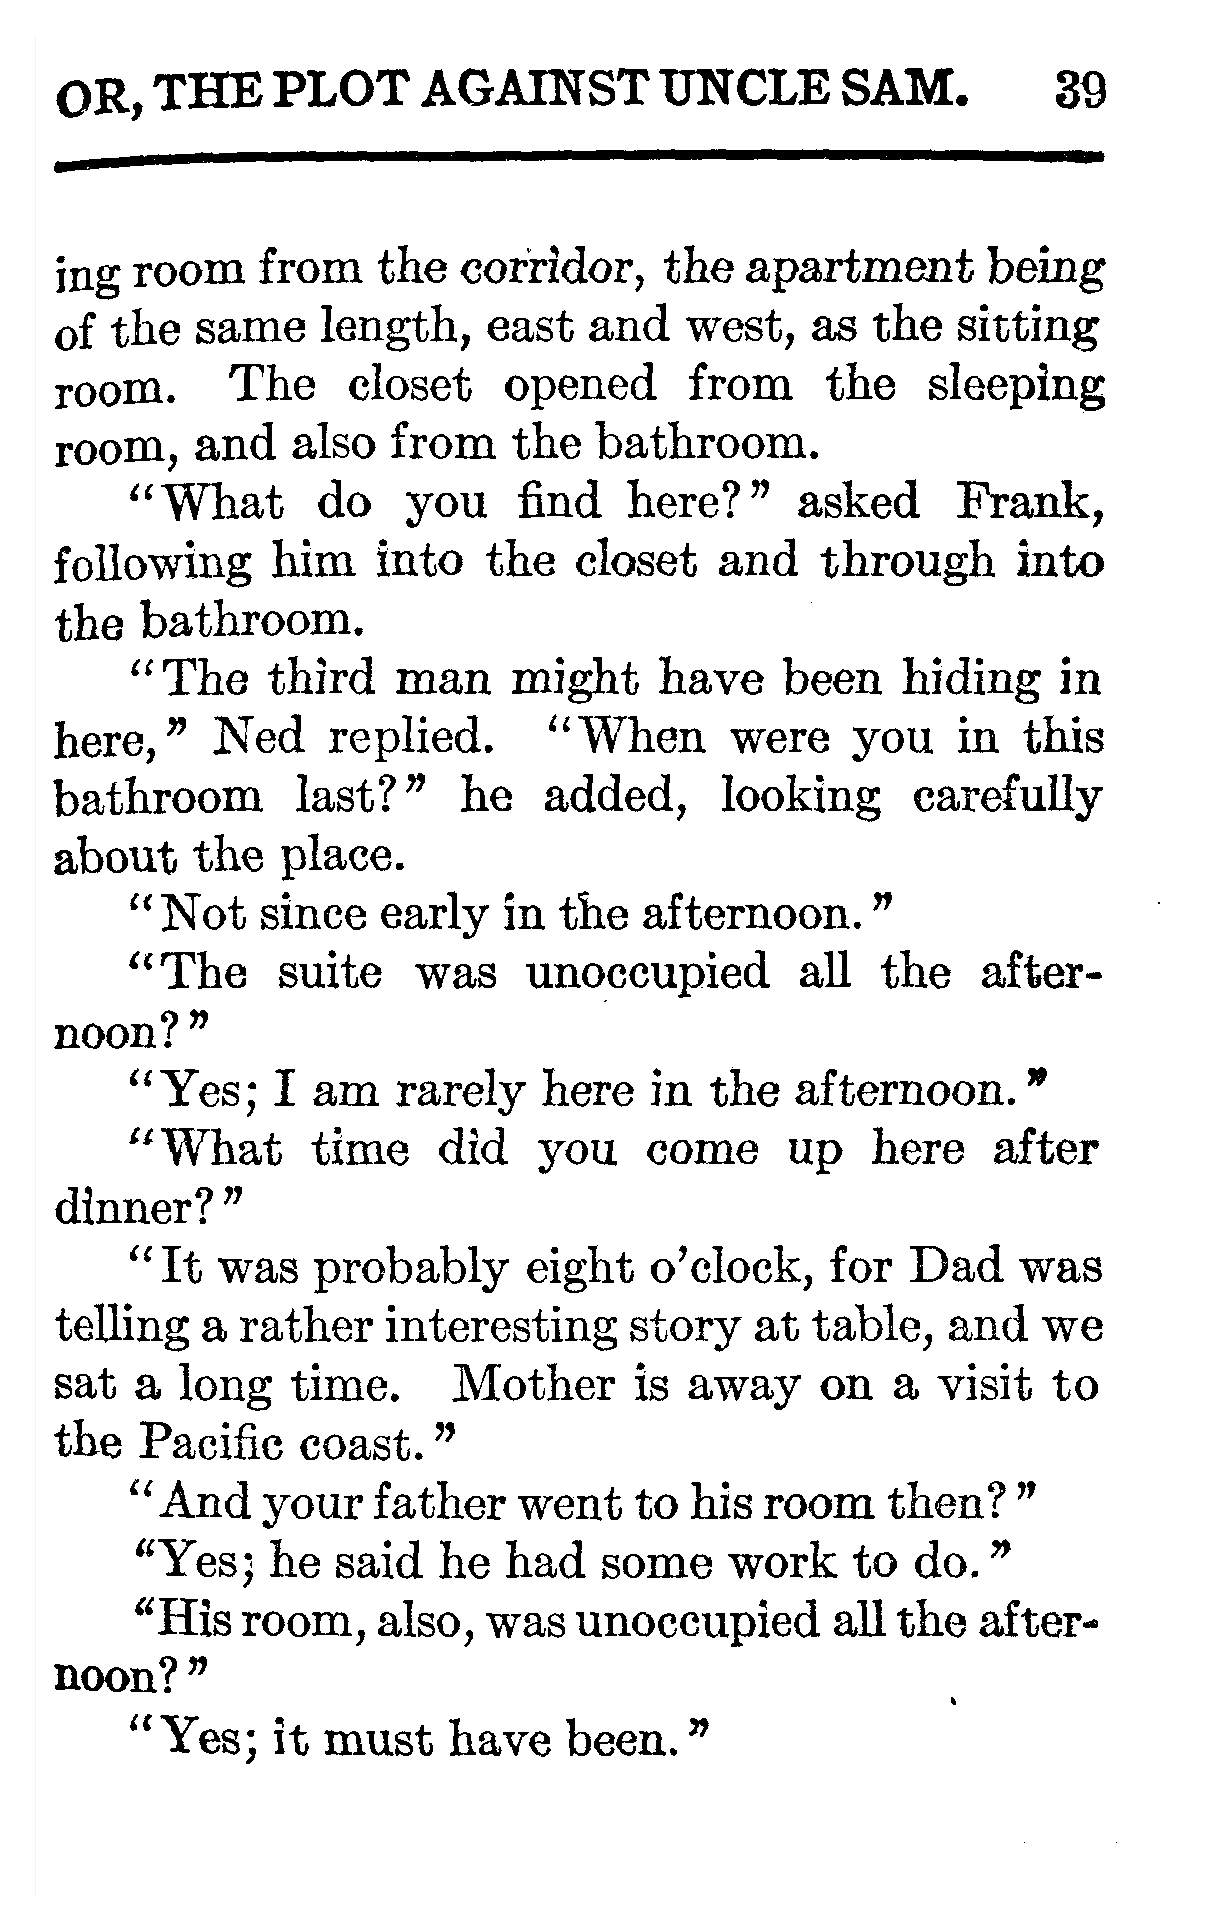 OR, THE PLOT AGAINST UNCLE SAM. 39
ing room from the corridor, the apartment being
of the same length, east and west, as the sitting
room. The closet opened from the sleeping
room, and also from the bathroom.
“What do you find here?” asked Frank,
following him into the closet and through into
the bathroom.
“The third man might have been hiding in
here,” Ned replied. “When were you in this
bathroom last?” he added, looking carefully
about the place.
“Not since early in the afternoon.”
“The suite was unoccupied all the after-
noon?”
“Yes; I am rarely here in the afternoon.”
“What time did you come up here after
dinner?”
“It was probably eight o’clock, for Dad was
telling a rather interesting story at table, and we
sat a long time. Mother is away on a visit to
the Pacific coast.”
“And your father went to his room then?”
“Yes; he said he had some work to do.”
“His room, also, was unoccupied all the after-
noon?”
“Yes; it must have been.”